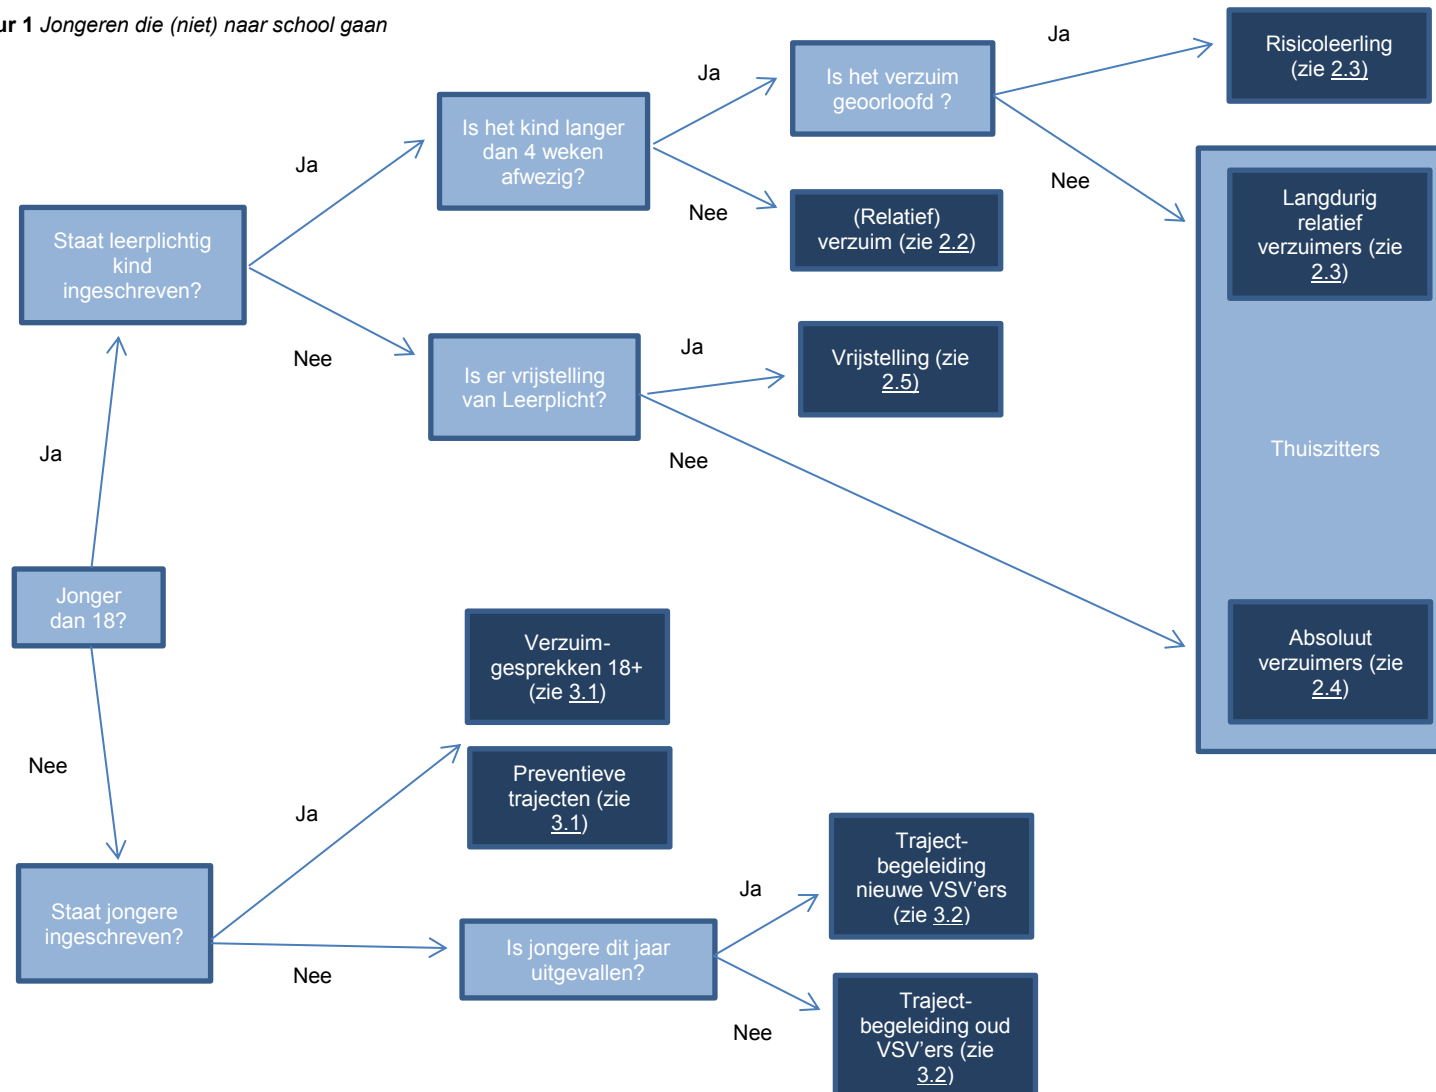 ur 1 Jongeren die (niet) naar school gaan
Ja
Risicoleerling
(zie 2.3)
Ja
Is het verzuim
geoorloofd ?
Is het kind langer
dan 4 weken
afwezig?
Ja
Nee
Nee
(Relatief)
verzuim (zie 2.2)
Langdurig
relatief
verzuimers (zie
2.3)
Staat leerplichtig
kind
ingeschreven?
Nee
Ja
Vrijstelling (zie
2.5)
Is er vrijstelling
van Leerplicht?
Nee
Thuiszitters
Ja
Jonger
dan 18?
Absoluut
verzuimers (zie
2.4)
Verzuim-
gesprekken 18+
(zie 3.1)
Nee
Ja
Preventieve
trajecten (zie
3.1)
Staat jongere
ingeschreven?
Nee
Is jongere dit jaar
uitgevallen?
Ja
Traject-
begeleiding
nieuwe VSV’ers
(zie 3.2)
Nee
Traject-
begeleiding oud
VSV’ers (zie
3.2)